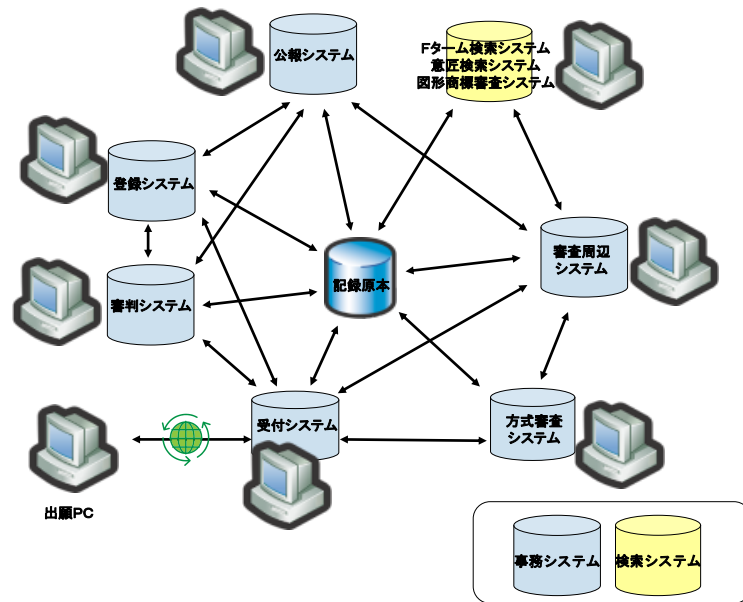 公報システム
Fターム検索システム
意匠検索システム
図形商標審査システム
登録システム
審査周辺
システム
記録原本
審判システム
受付システム
方式審査
システム
出願PC
事務システム
検索システム